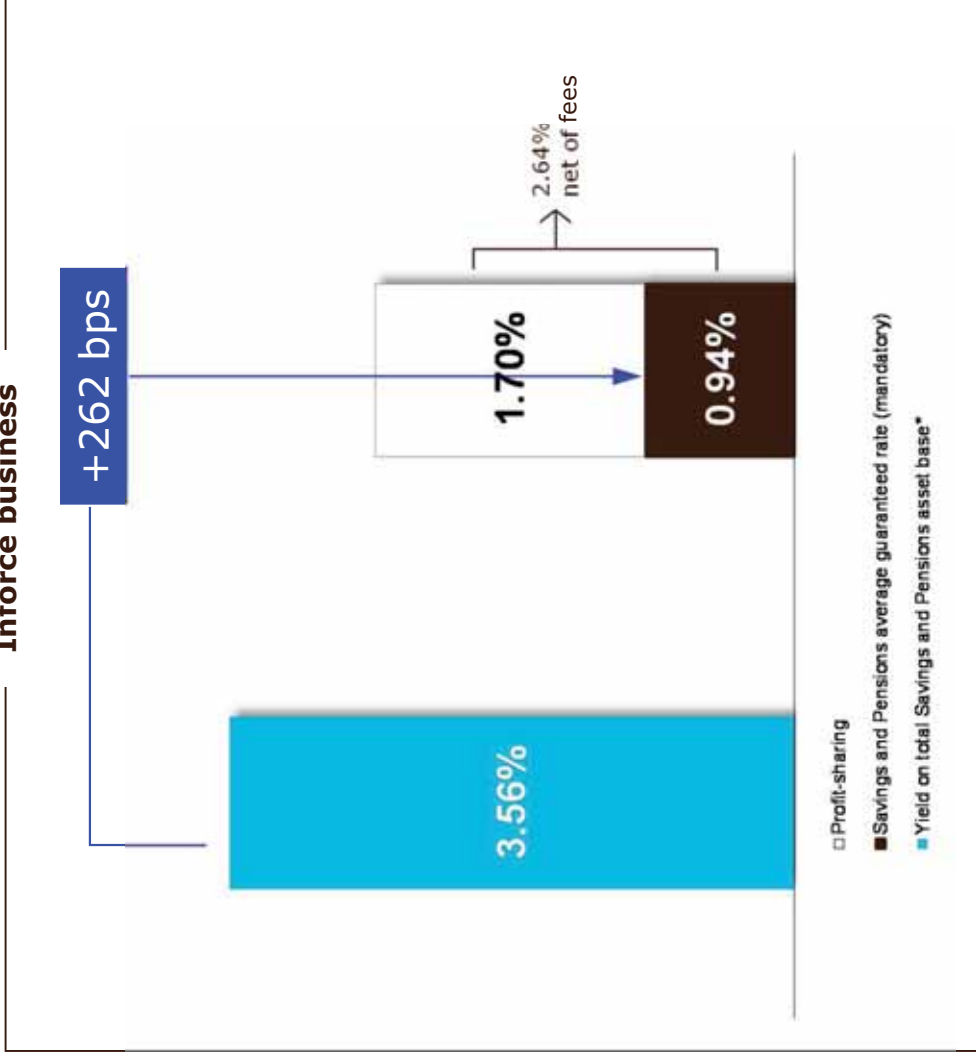 Inforce business
+262 bps
3.56%
1.70%
0.94%
2.64%
net of fees
Profit-sharing
Savings and Pensions average guaranteed rate (mandatory)
Yield on total Savings and Pensions asset base*